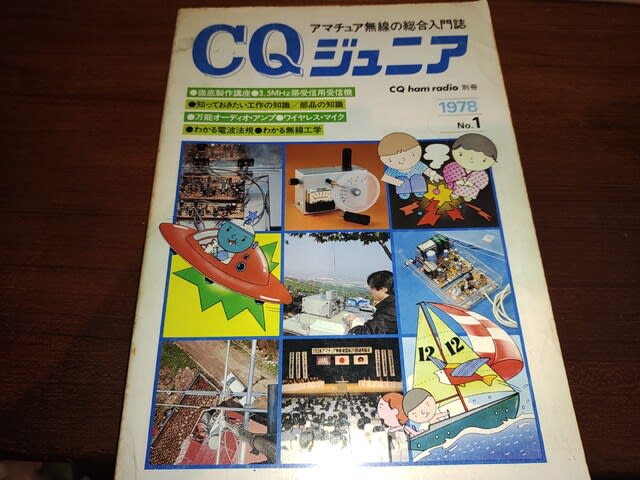 アマチュア無線の総合入門誌
CQジュニア
CQ ham radio 別冊
1978
No.1
●徹底製作講座●3.5MHz帯受信用受信機
●知っておきたい工作の知識／部品の知識
●万能オーディオ・アンプ●ワイヤレス・マイク
●わかる電波法規●わかる無線工学
12
12